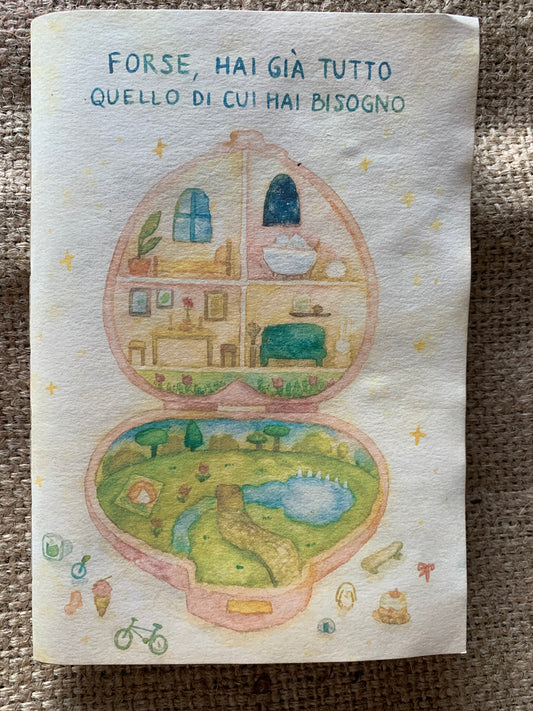 FORSE, HAI GIÀ TUTTO
QUELLO DI CUI HAI BISOGNO